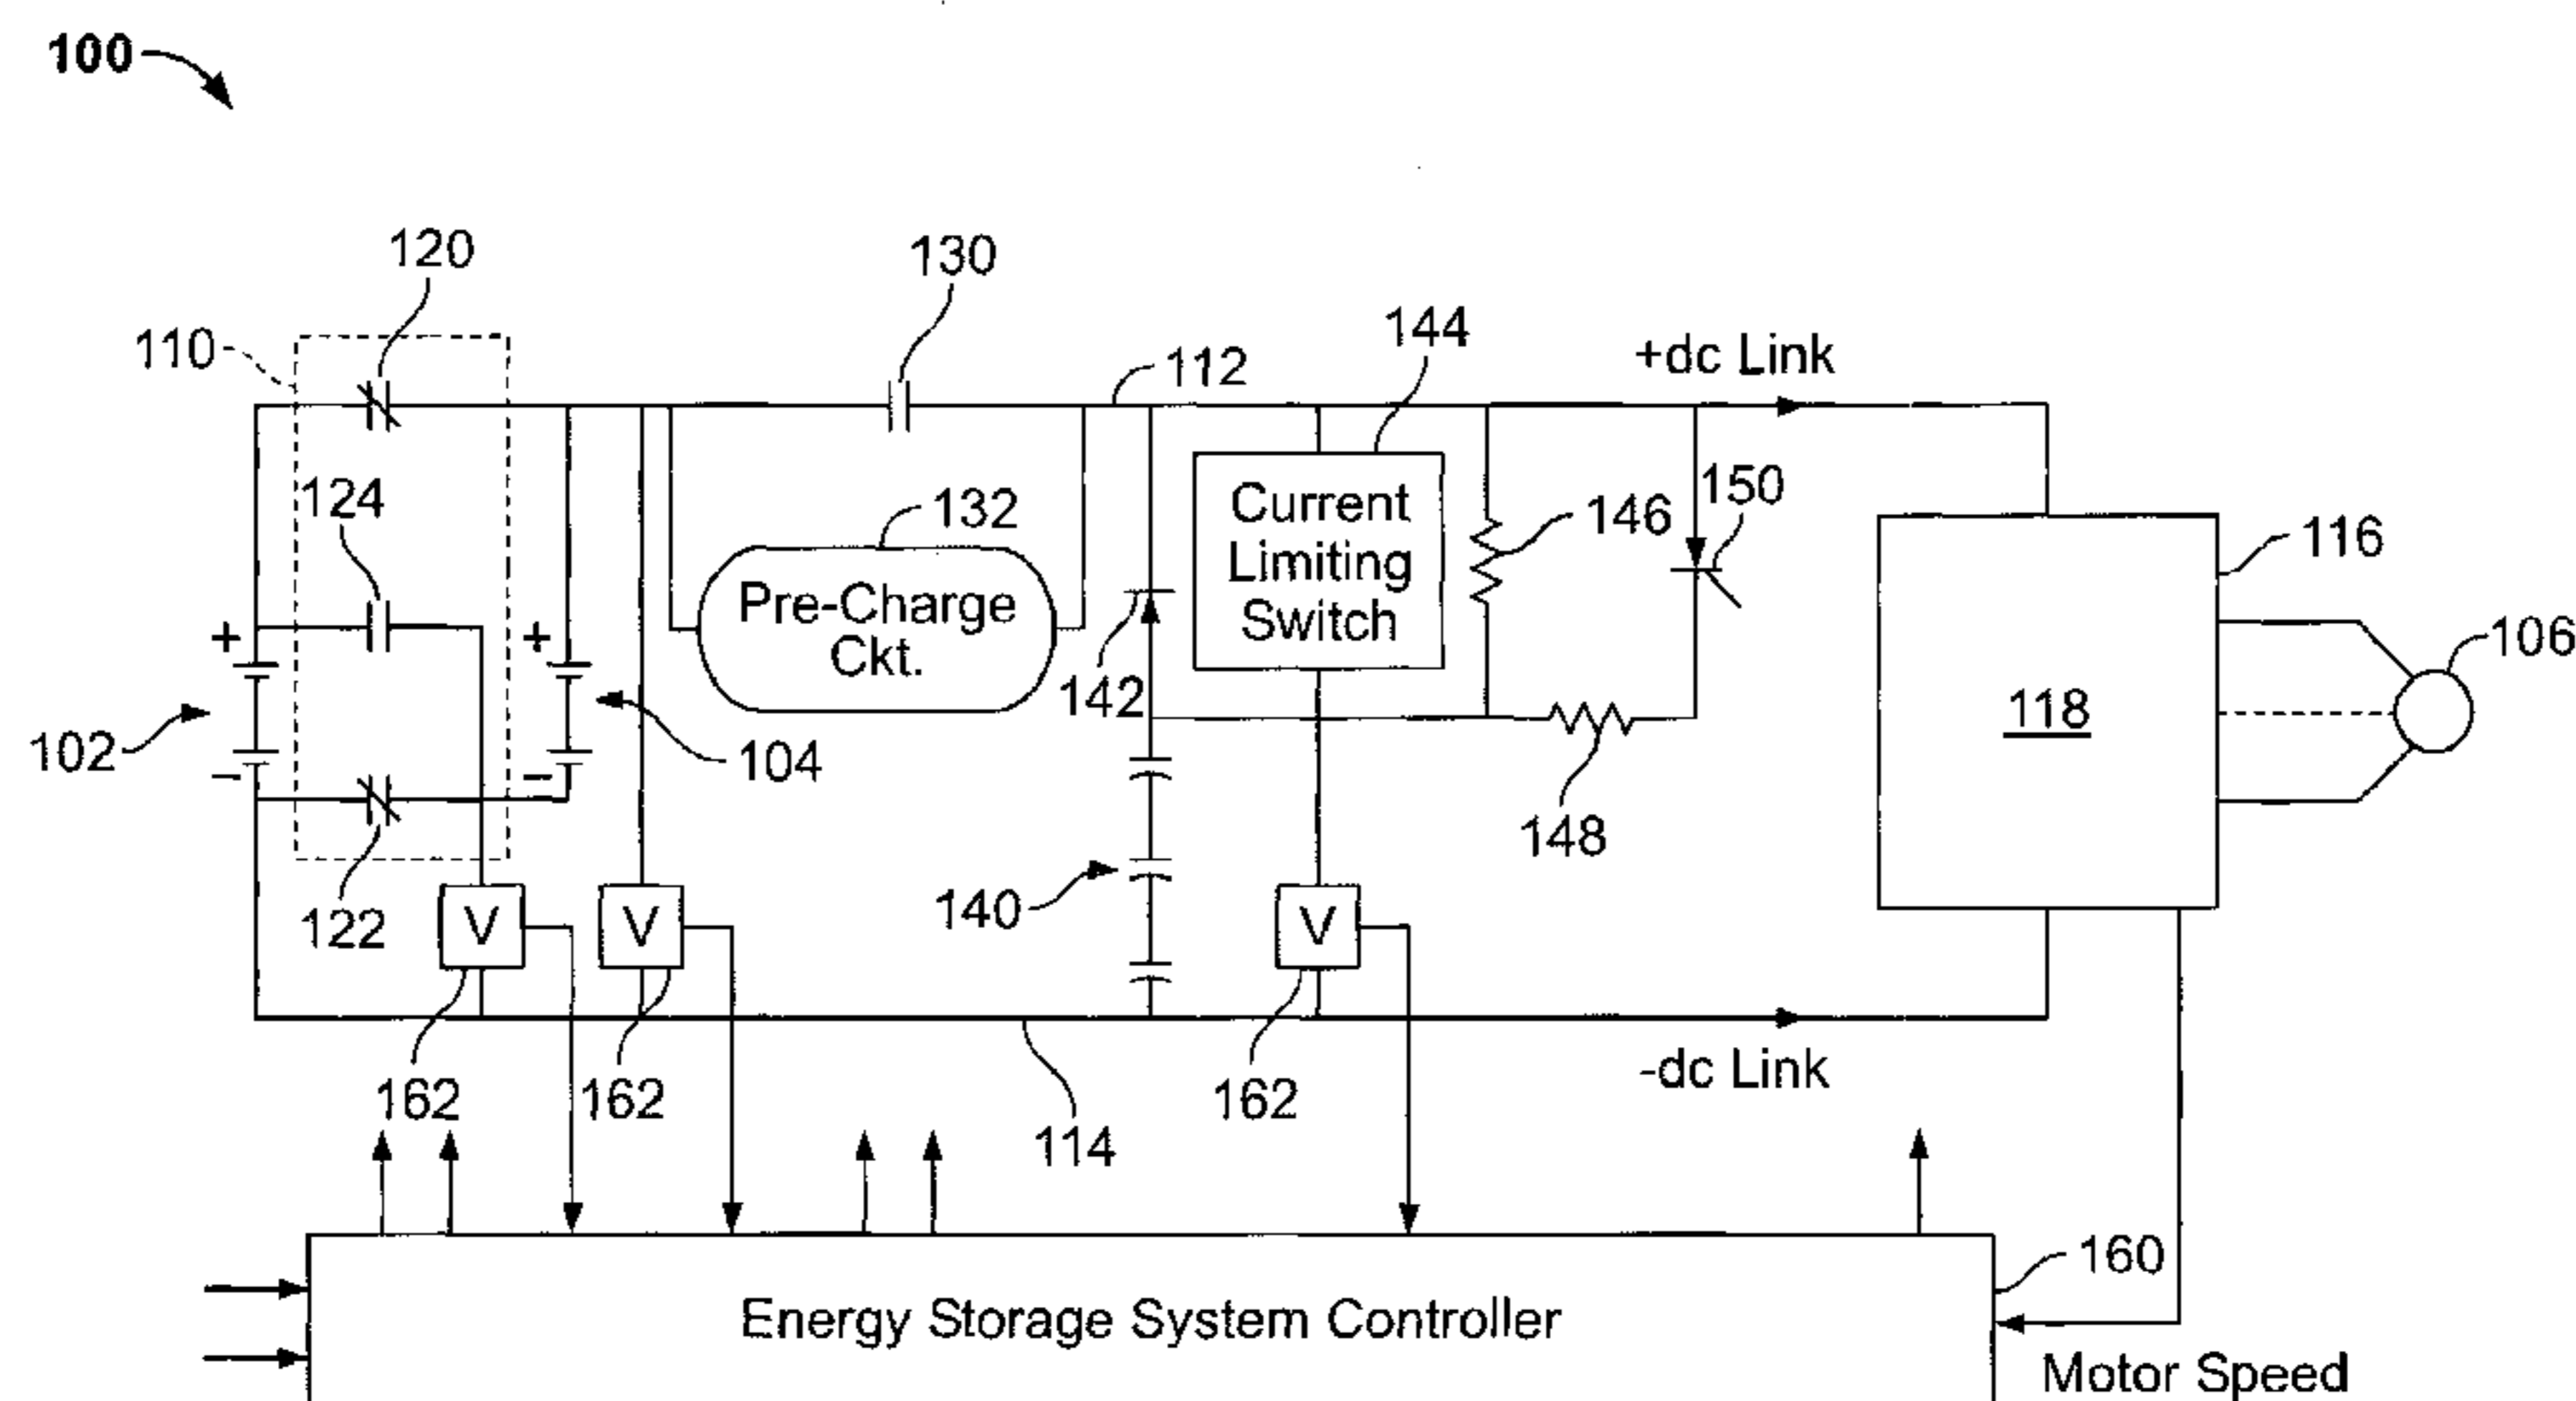 100
120
130
110
144
112
+dc Link
124
132
150
Current
Limiting
Switch
146
116
Pre-Charge
Ckt.
+
+
106
142
118
102
104
-
-
148
140
122
V
V
V
162
162
162
-dc Link
114
160
Energy Storage System Controller
Motor Speed